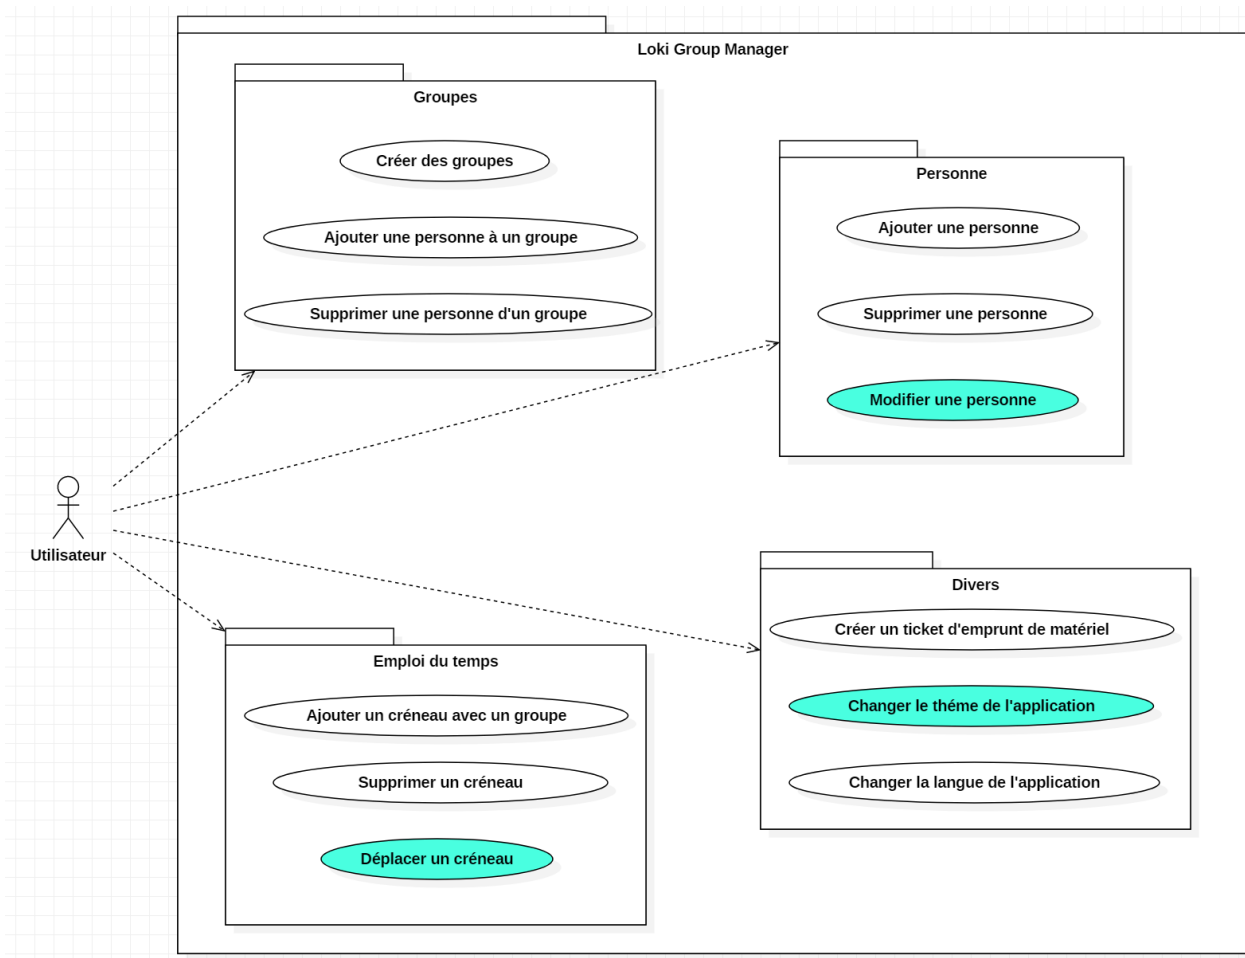 Loki Group Manager
Groupes
Créer des groupes
Ajouter une personne à un groupe
Supprimer une personne d'un groupe
Personne
Ajouter une personne
Supprimer une personne
Modifier une personne
Utilisateur
Emploi du temps
Ajouter un créneau avec un groupe
Supprimer un créneau
Déplacer un créneau
Divers
Créer un ticket d'emprunt de matériel
Changer le théme de l'application
Changer la langue de l'application